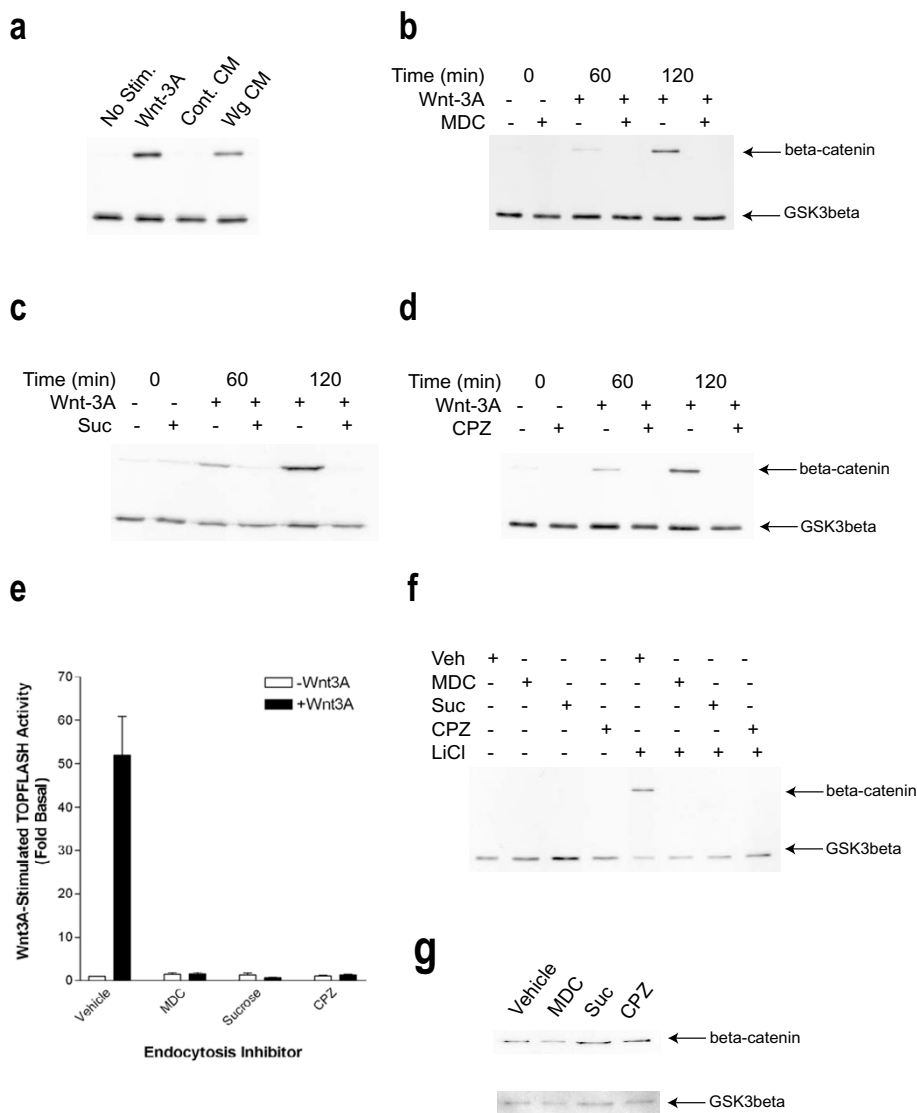 a
No Stim.
Wnt-3A
Cont. CM
Wg CM
b
Time (min) 0 60 120
Wnt-3A - - + + + +
MDC - + - + - +
beta-catenin
GSK3beta
c
Time (min) 0 60 120
Wnt-3A - - + + + +
Suc - + - + - +
d
Time (min) 0 60 120
Wnt-3A - - + + + +
CPZ - + - + - +
beta-catenin
GSK3beta
e
Wnt3A-Stimulated TOPFLASH Activity
(Fold Basal)
70
60
50
40
30
20
10
0
-Wnt3A
+Wnt3A
Vehicle
MDC
Sucrose
CPZ
Endocytosis Inhibitor
f
Veh + - - - + - - -
MDC - + - - - + - -
Suc - - + - - - + -
CPZ - - - + - - - +
LiCl - - - - + + + +
beta-catenin
GSK3beta
g
Vehicle
MDC
Suc
CPZ
beta-catenin
GSK3beta